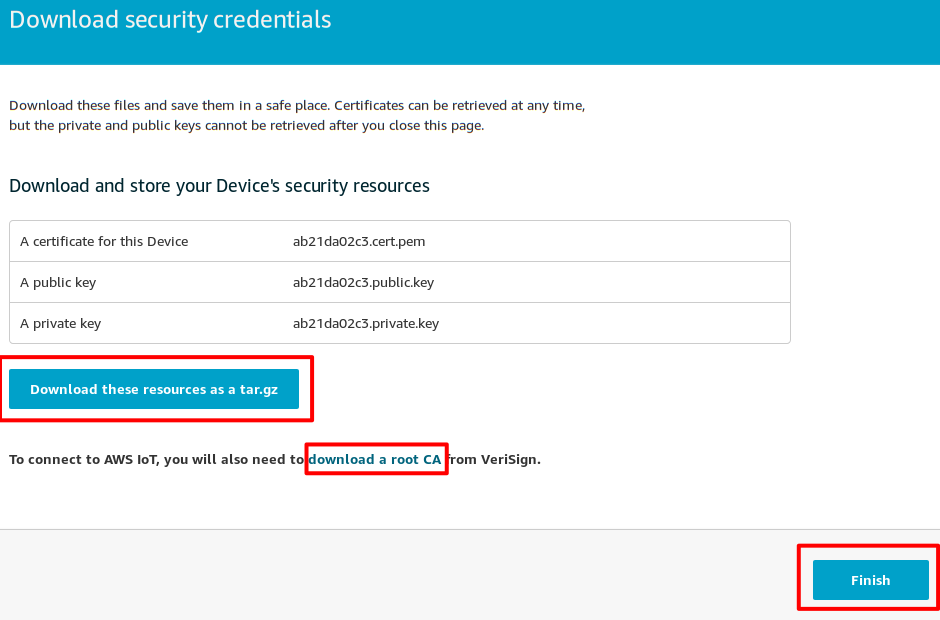 Download security credentials
Download these files and save them in a safe place. Certificates can be retrieved at any time,
but the private and public keys cannot be retrieved after you close this page.
Download and store your Device's security resources
A certificate for this Device ab21da02c3.cert.pem
A public key ab21da02c3.public.key
A private key ab21da02c3.private.key
Download these resources as a tar.gz
To connect to AWS IoT, you will also need to download a root CA from VeriSign.
Finish